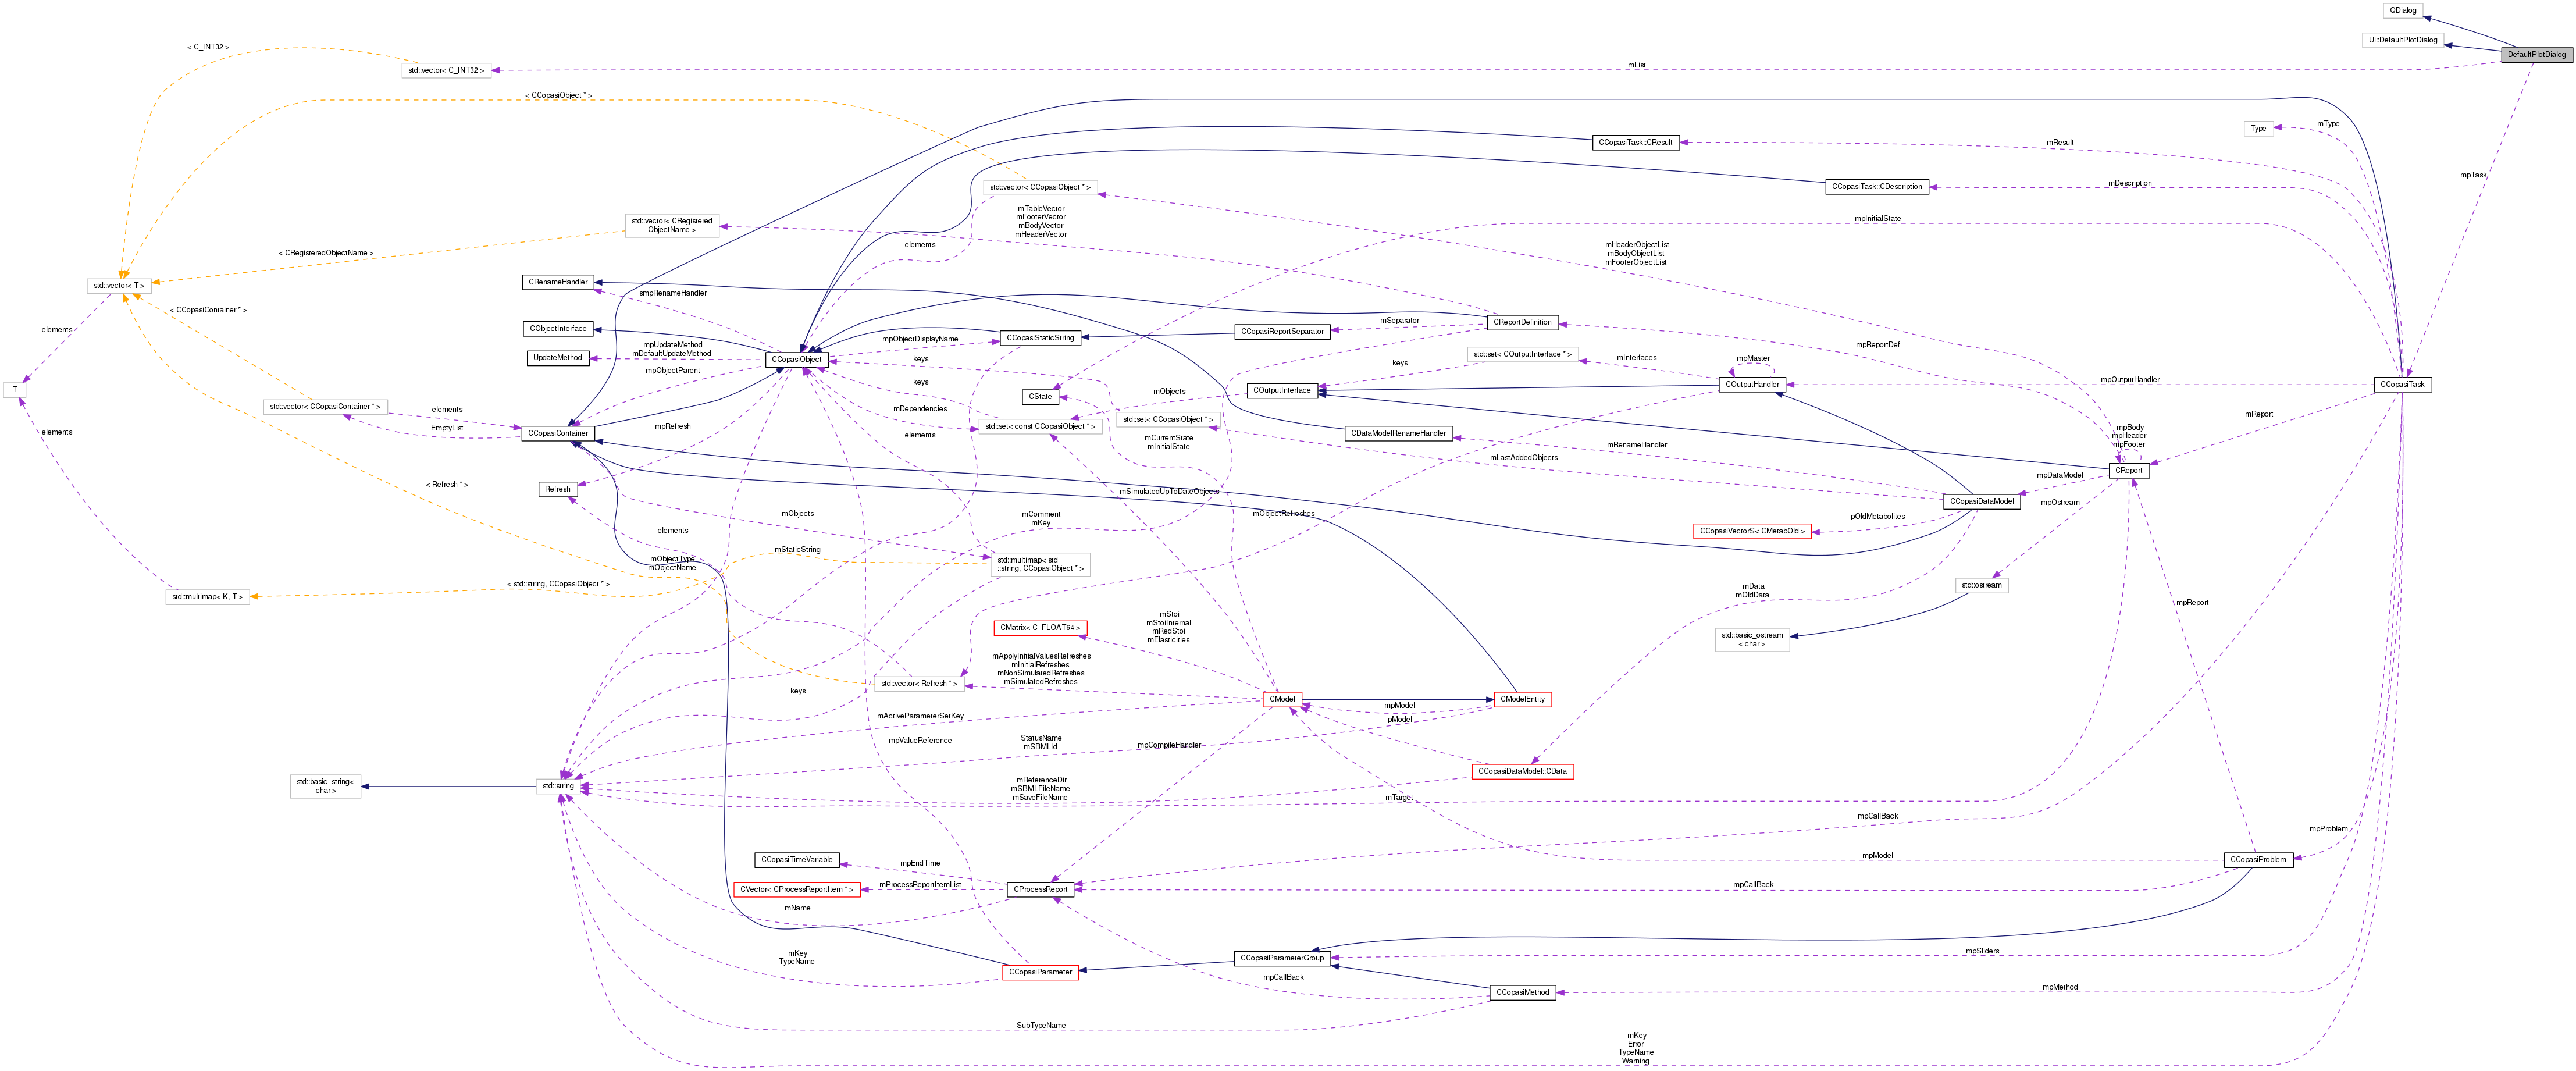 QDialog
Ui::DefaultPlotDialog
DefaultPlotDialog
< C_INT32 >
std::vector< C_INT32 >
mList
< CCopasiObject * >
Type
mType
CCopasiTask::CResult
mResult
mpTask
std::vector< CCopasiObject * >
CCopasiTask::CDescription
mDescription
mTableVector
mFooterVector
mBodyVector
mHeaderVector
std::vector< CRegistered
ObjectName >
mpInitialState
elements
mHeaderObjectList
mBodyObjectList
mFooterObjectList
< CRegisteredObjectName >
std::vector< T >
CRenameHandler
smpRenameHandler
< CCopasiContainer * >
CObjectInterface
elements
CReportDefinition
mSeparator
CCopasiReportSeparator
CCopasiStaticString
mpObjectDisplayName
mpUpdateMethod
mDefaultUpdateMethod
UpdateMethod
CCopasiObject
mpReportDef
std::set< COutputInterface * >
mInterfaces
mpMaster
keys
keys
mpObjectParent
keys
T
mObjects
COutputInterface
COutputHandler
mpOutputHandler
CCopasiTask
CState
std::vector< CCopasiContainer * >
elements
EmptyList
mDependencies
std::set< CCopasiObject * >
std::set< const CCopasiObject * >
mReport
elements
CCopasiContainer
mpRefresh
elements
mCurrentState
mInitialState
CDataModelRenameHandler
mRenameHandler
mLastAddedObjects
mpBody
mpHeader
mpFooter
CReport
mpDataModel
< Refresh * >
Refresh
mSimulatedUpToDateObjects
mpOstream
CCopasiDataModel
mObjects
mComment
mKey
mObjectRefreshes
pOldMetabolites
CCopasiVectorS< CMetabOld >
elements
mStaticString
mObjectType
mObjectName
std::multimap< std
::string, CCopasiObject * >
< std::string, CCopasiObject * >
std::multimap< K, T >
std::ostream
mData
mOldData
mpReport
CMatrix< C_FLOAT64 >
mStoi
mStoiInternal
mRedStoi
mElasticities
std::basic_ostream
< char >
mApplyInitialValuesRefreshes
mInitialRefreshes
mNonSimulatedRefreshes
mSimulatedRefreshes
std::vector< Refresh * >
keys
CModel
mpModel
CModelEntity
mActiveParameterSetKey
pModel
mpValueReference
StatusName
mSBMLId
mpCompileHandler
CCopasiDataModel::CData
std::basic_string<
char >
std::string
mReferenceDir
mSBMLFileName
mSaveFileName
mTarget
mpCallBack
mpProblem
CCopasiTimeVariable
mpEndTime
mpModel
CCopasiProblem
CVector< CProcessReportItem * >
mProcessReportItemList
CProcessReport
mpCallBack
mName
mKey
TypeName
CCopasiParameter
CCopasiParameterGroup
mpSliders
mpCallBack
CCopasiMethod
mpMethod
SubTypeName
mKey
Error
TypeName
Warning